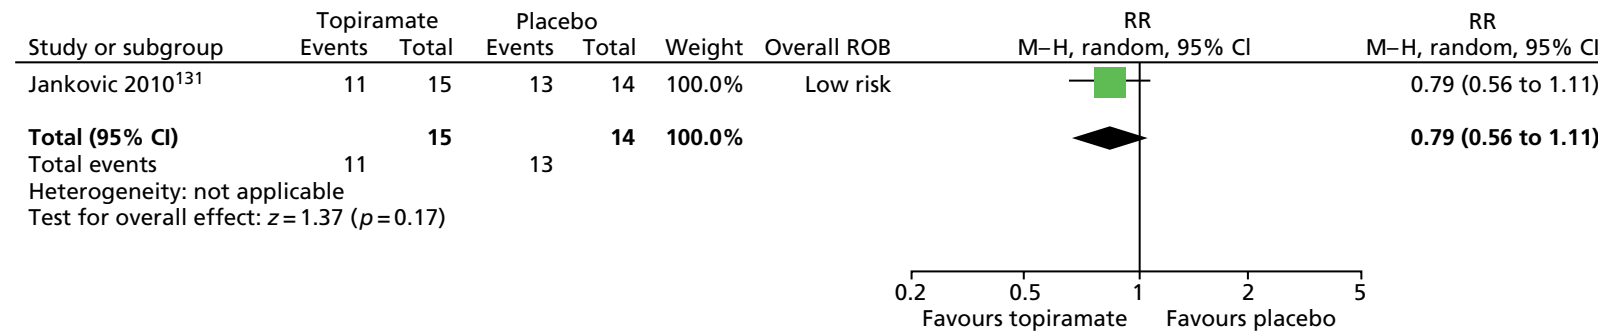 Topiramate Placebo RR RR
Study or subgroup Events Total Events Total Weight Overall ROB M–H, random, 95% CI M–H, random, 95% CI
Jankovic 2010¹³¹ 11 15 13 14 100.0% Low risk 0.79 (0.56 to 1.11)
Total (95% CI) 15 14 100.0% 0.79 (0.56 to 1.11)
Total events 11 13
Heterogeneity: not applicable
Test for overall effect: z = 1.37 (p = 0.17)
0.2 0.5 1 2 5
Favours topiramate Favours placebo